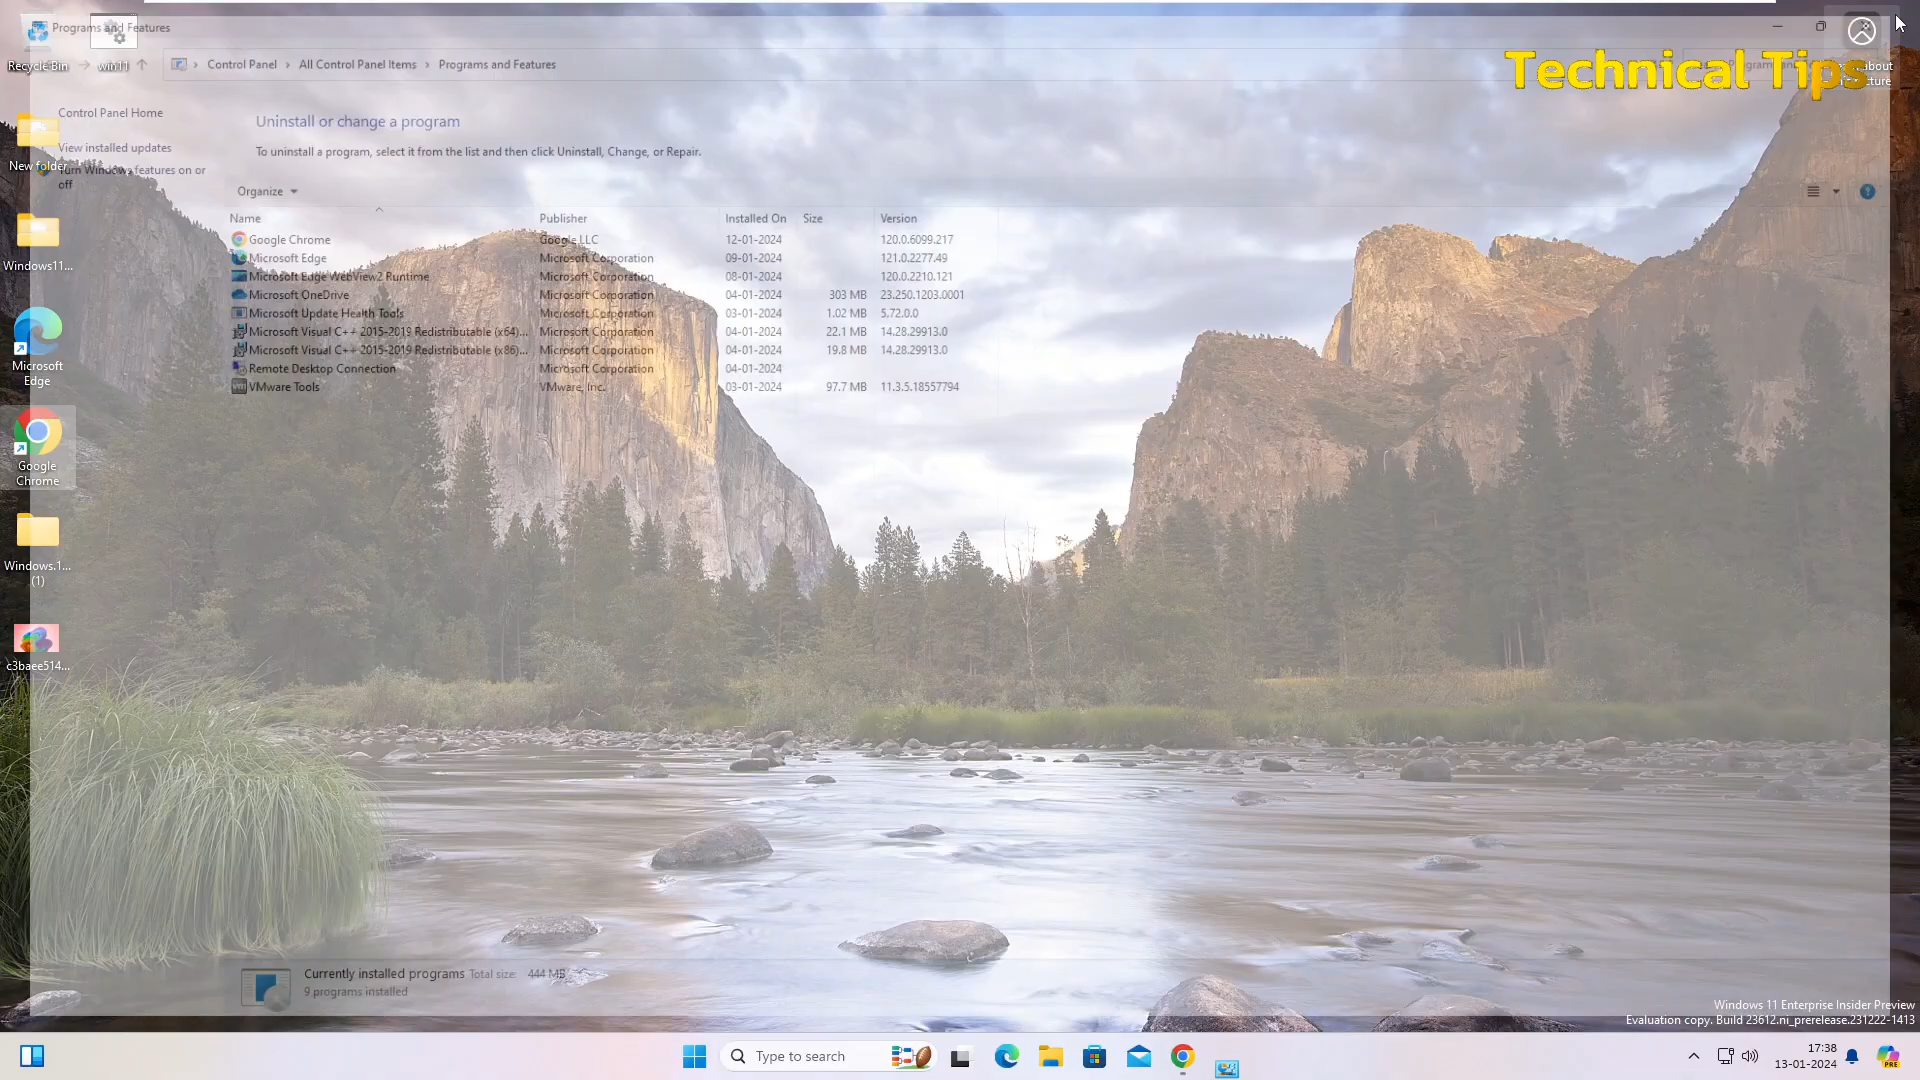 Programs and Features
Recycle Bin
win11
Control Panel
All Control Panel Items
Programs and Features
Technical Tips
about
Control Panel Home
Uninstall or change a program
View installed updates
To uninstall a program, select it from the list and then click Uninstall, Change, or Repair.
New folder
Turn Windows features on or
off
Organize
Name Publisher Installed On Size Version
Google Chrome Google LLC 12-01-2024 120.0.6099.217
Microsoft Edge Microsoft Corporation 09-01-2024 121.0.2277.49
Microsoft Edge WebView2 Runtime Microsoft Corporation 08-01-2024 120.0.2210.121
Microsoft OneDrive Microsoft Corporation 04-01-2024 303 MB 23.250.1203.0001
Microsoft Update Health Tools Microsoft Corporation 03-01-2024 1.02 MB 5.72.0.0
Microsoft Visual C++ 2015-2019 Redistributable (x64)... Microsoft Corporation 04-01-2024 22.1 MB 14.28.29913.0
Microsoft Visual C++ 2015-2019 Redistributable (x86)... Microsoft Corporation 04-01-2024 19.8 MB 14.28.29913.0
Remote Desktop Connection Microsoft Corporation 04-01-2024
VMware Tools VMware, Inc. 03-01-2024 97.7 MB 11.3.5.18557794
Windows11...
Microsoft
Edge
Google
Chrome
Windows.1...
(1)
c3baee514...
Currently installed programs Total size: 444 MB
9 programs installed
Windows 11 Enterprise Insider Preview
Evaluation copy. Build 23612.ni_prerelease.231222-1413
Type to search
17:38
13-01-2024
PRE